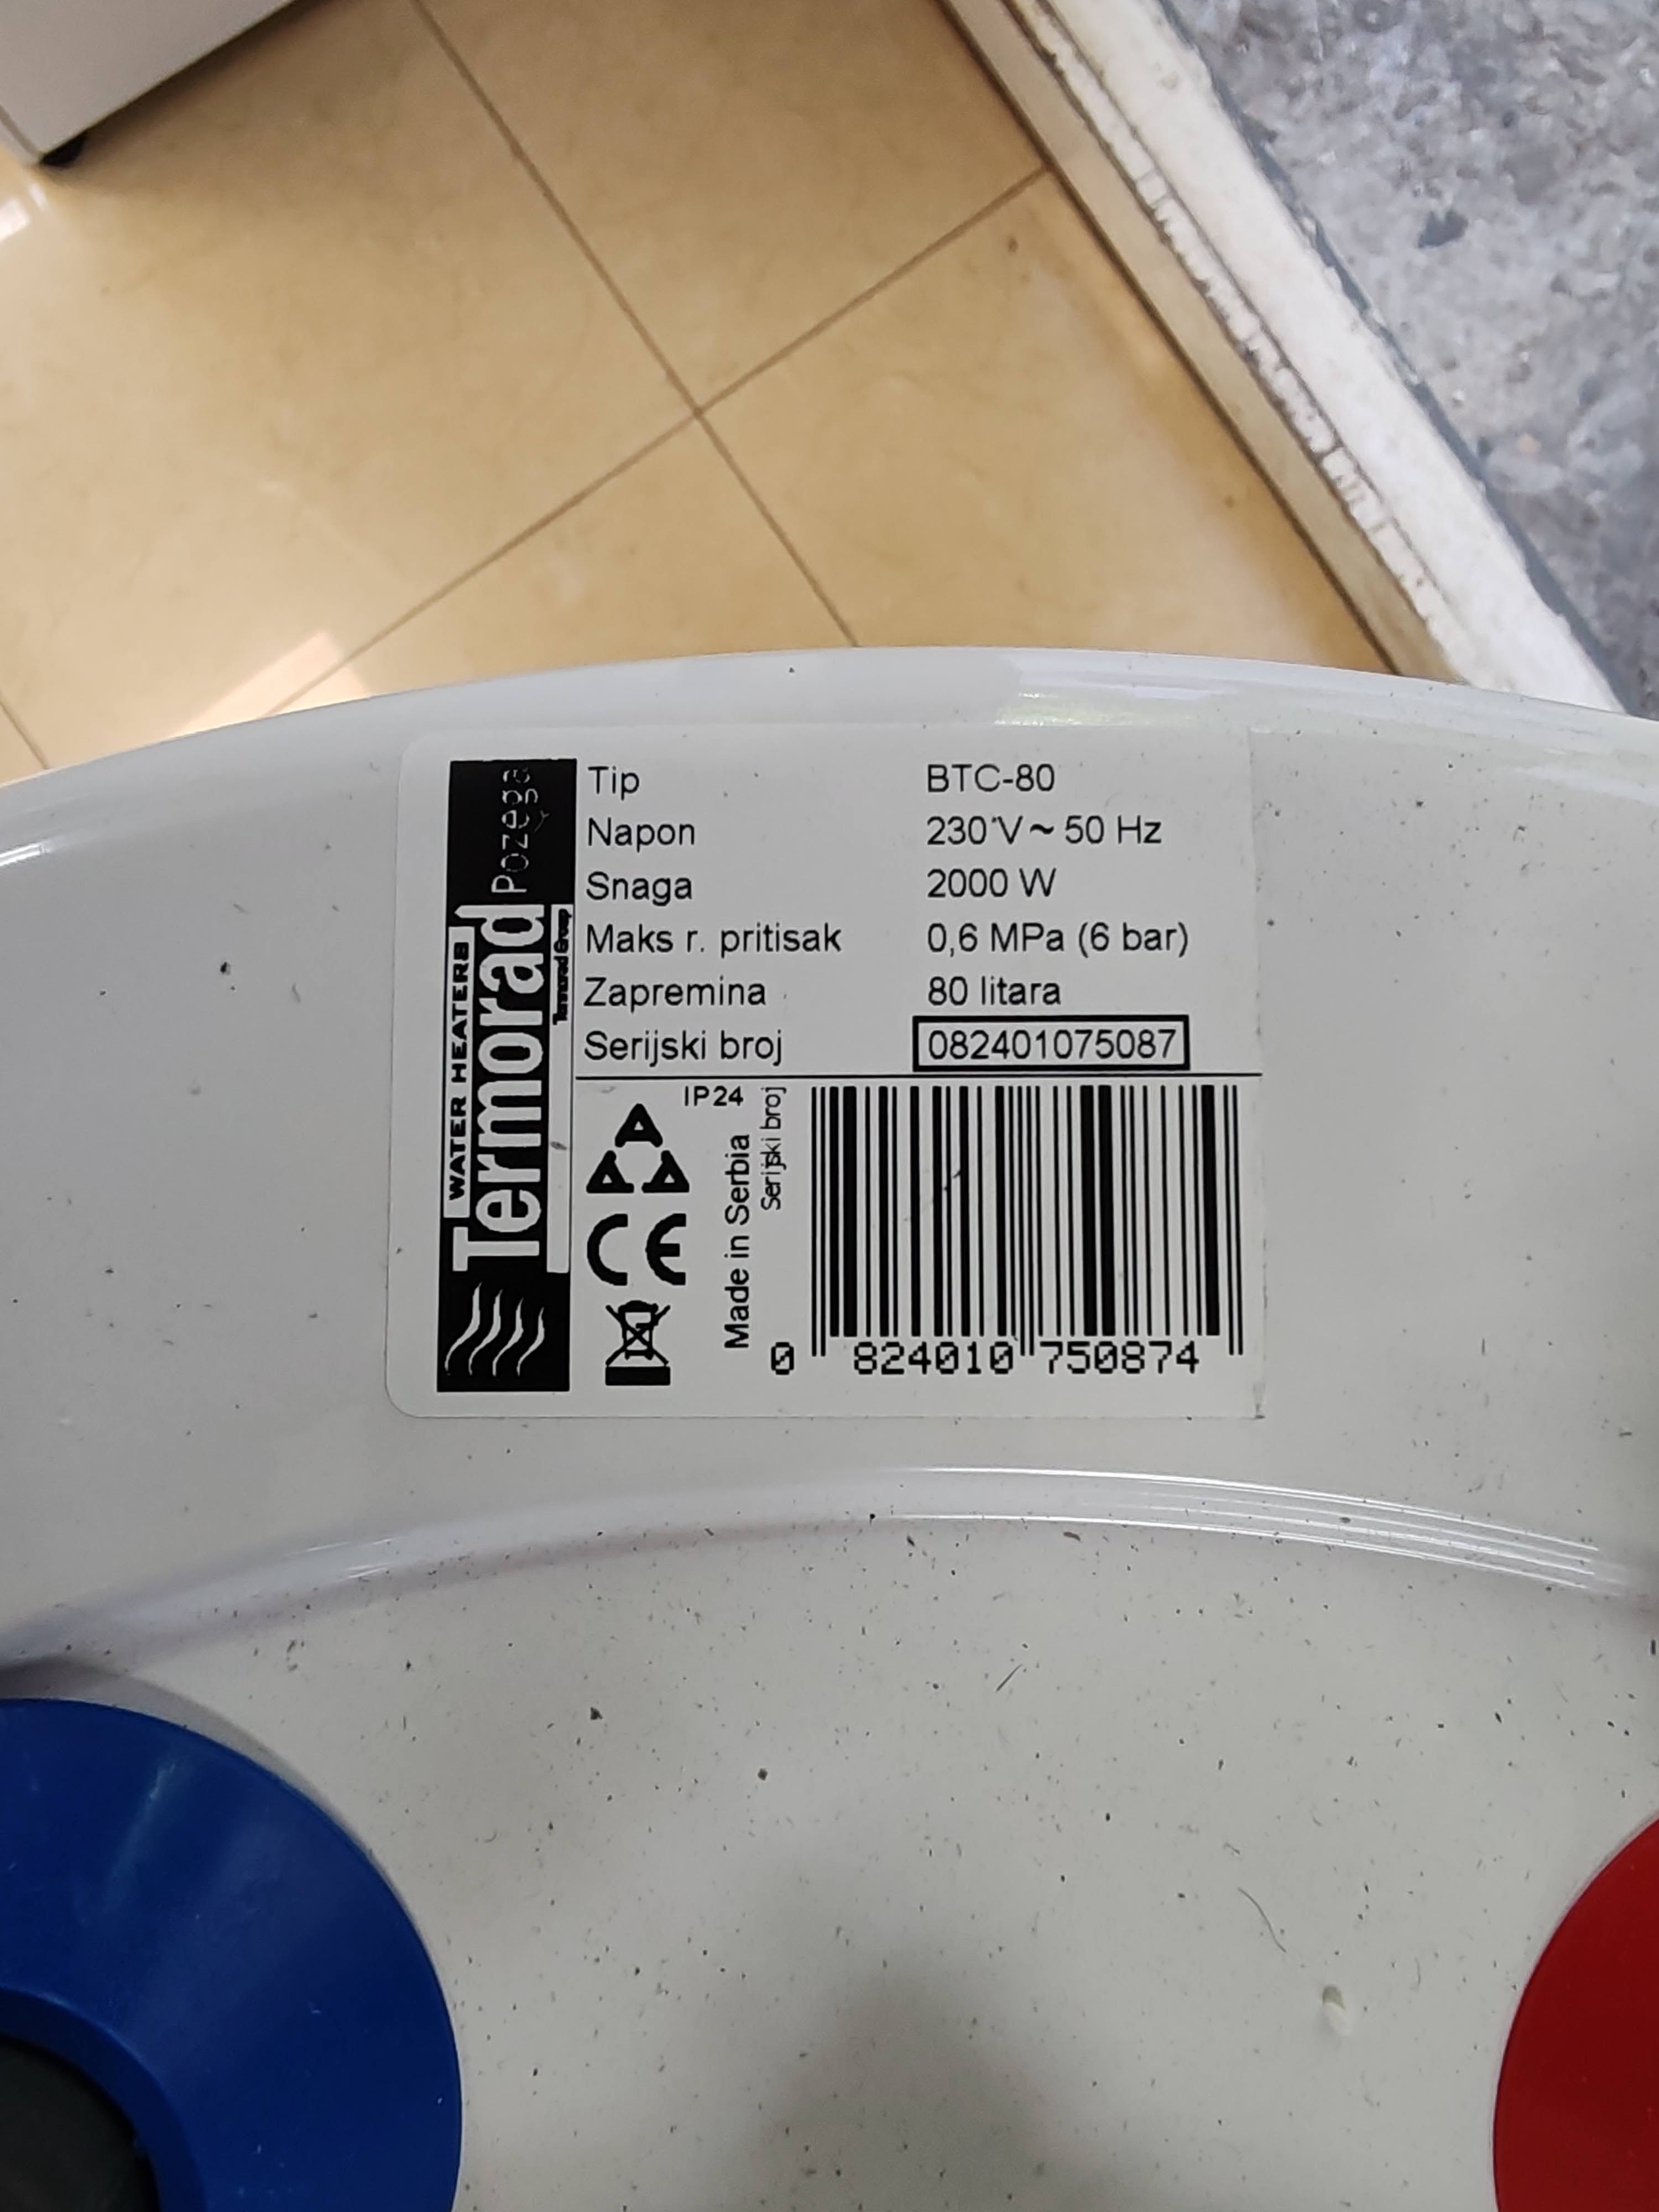 WATER HEATERS
Termorad Požega
Termorad Group
Tip BTC-80
Napon 230 V~ 50 Hz
Snaga 2000 W
Maks r. pritisak 0,6 MPa (6 bar)
Zapremina 80 litara
Serijski broj 082401075087
IP24
CE
Made in Serbia
Serijski broj
0 824010 750874